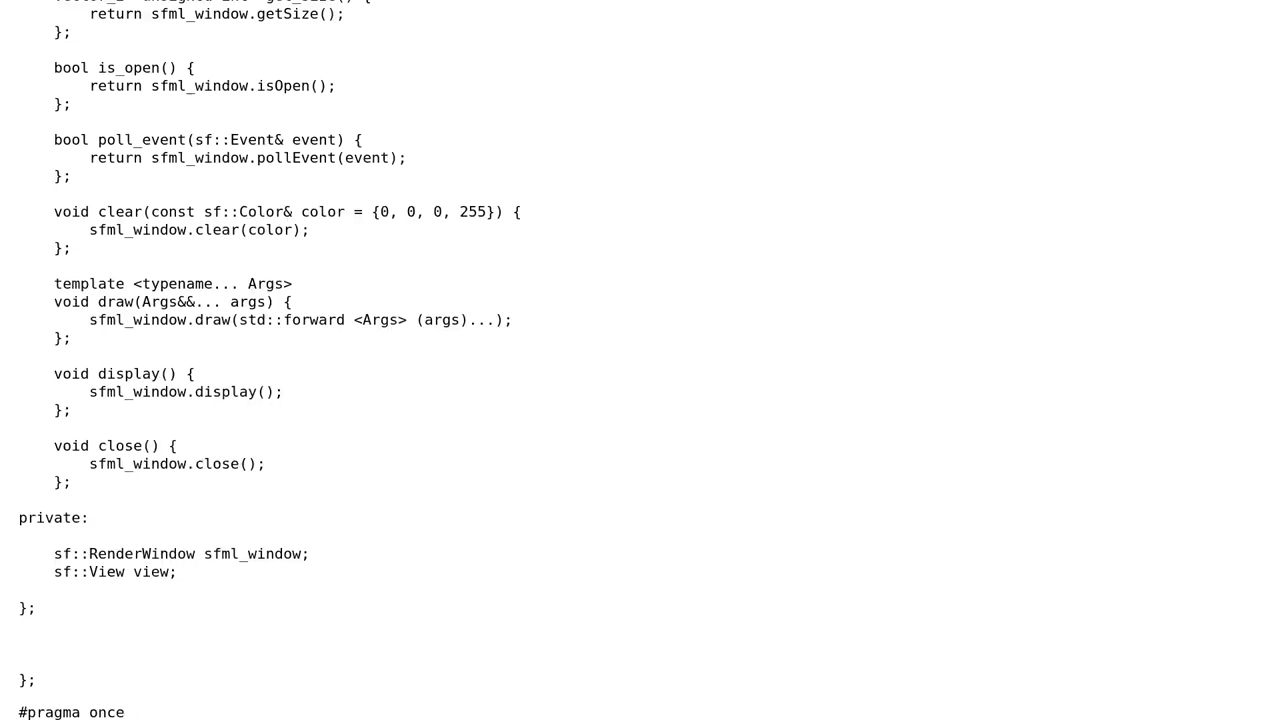 return sfml_window.getSize();
};
bool is_open() {
return sfml_window.isOpen();
};
bool poll_event(sf::Event& event) {
return sfml_window.pollEvent(event);
};
void clear(const sf::Color& color = {0, 0, 0, 255}) {
sfml_window.clear(color);
};
template <typename... Args>
void draw(Args&&... args) {
sfml_window.draw(std::forward <Args> (args)...);
};
void display() {
sfml_window.display();
};
void close() {
sfml_window.close();
};
private:
sf::RenderWindow sfml_window;
sf::View view;
};
};
#pragma once